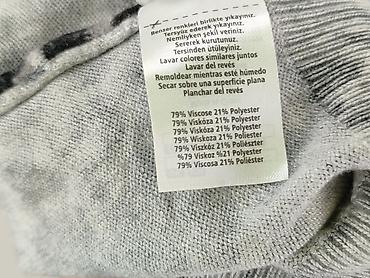 Benzer renkleri birlikte yıkayınız.
Tersyüz ederek yıkayınız.
Nemliyken şekil veriniz.
Sererek kurutunuz.
Tersinden ütüleyiniz.
Lavar colores similares juntos
Lavar del revés
Remoldear mientras esté húmedo
Secar sobre una superficie plana
Planchar del revés
79% Viscose 21% Polyester
79% Viskóza 21% Polyester
79% Viskoza 21% Polyester
79% Wiskoza 21% Poliester
79% Viszkóz 21% Poliészter
%79 Viskoz %21 Polyester
79% Viscosa 21% Poliéster